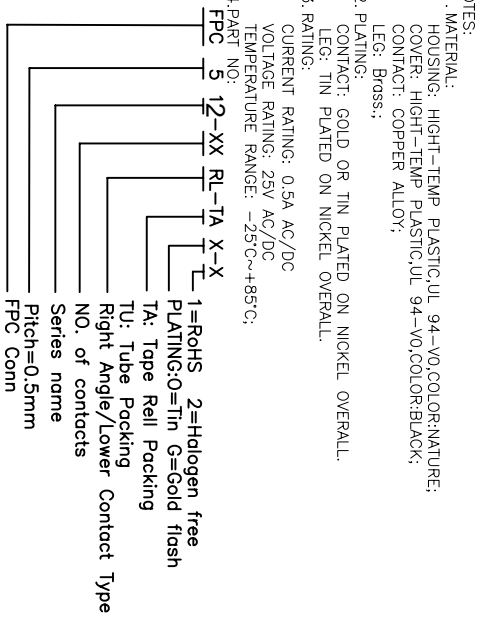 OTES:
. MATERIAL:
HOUSING: HIGHT-TEMP PLASTIC,UL 94-V0,COLOR:NATURE;
COVER: HIGHT-TEMP PLASTIC,UL 94-V0,COLOR:BLACK;
CONTACT: COPPER ALLOY;
LEG: Brass.;
2. PLATING:
CONTACT: GOLD OR TIN PLATED ON NICKEL OVERALL.
LEG: TIN PLATED ON NICKEL OVERALL.
3. RATING:
CURRENT RATING: 0.5A AC/DC
VOLTAGE RATING: 25V AC/DC
TEMPERATURE RANGE: -25°C~+85°C;
4.PART NO:
FPC 5 12-XX RL-TA X-X
1=RoHS 2=Halogen free
PLATING:O=Tin G=Gold flash
TA: Tape Rell Packing
TU: Tube Packing
Right Angle/Lower Contact Type
NO. of contacts
Series name
Pitch=0.5mm
FPC Conn